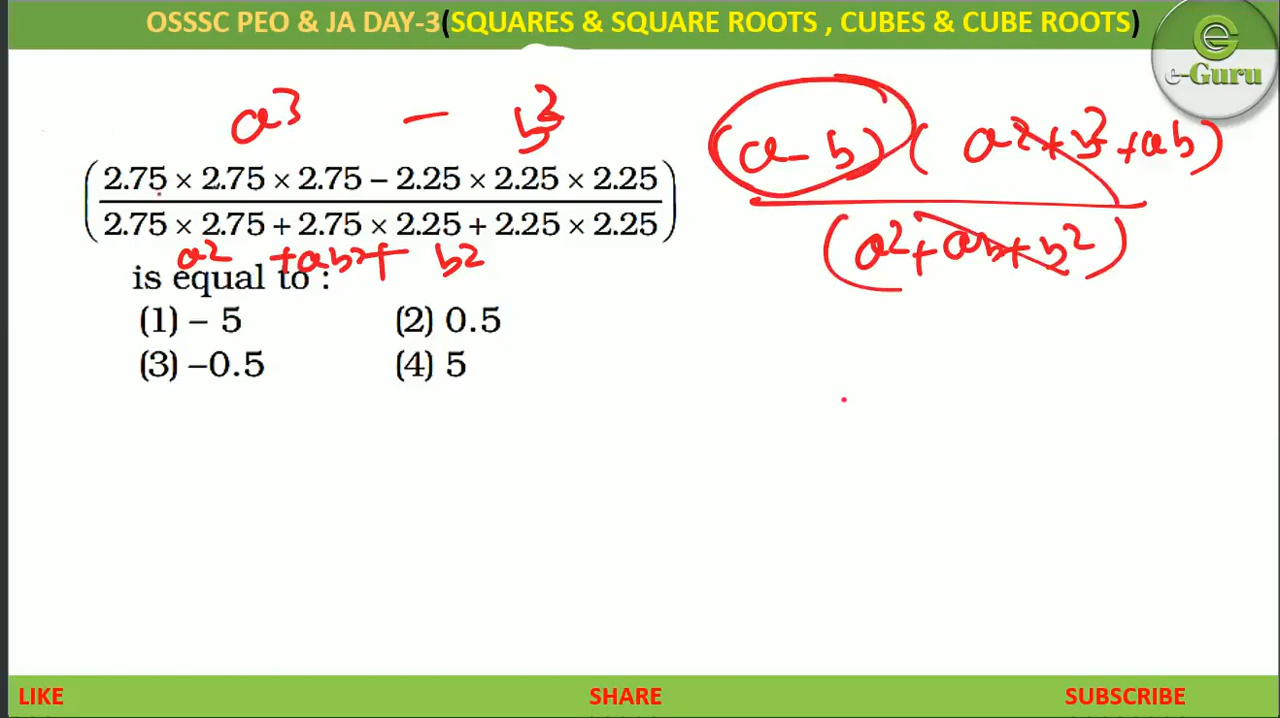 OSSSC PEO & JA DAY-3(SQUARES & SQUARE ROOTS , CUBES & CUBE ROOTS)
e
e-Guru
a³ – b³
(a – b) (a² + b² + ab)
(2.75 × 2.75 × 2.75 – 2.25 × 2.25 × 2.25)
2.75 × 2.75 + 2.75 × 2.25 + 2.25 × 2.25
(a² + ab + b²)
a² + ab + b²
is equal to :
(1) – 5 (2) 0.5
(3) –0.5 (4) 5
LIKE SHARE SUBSCRIBE